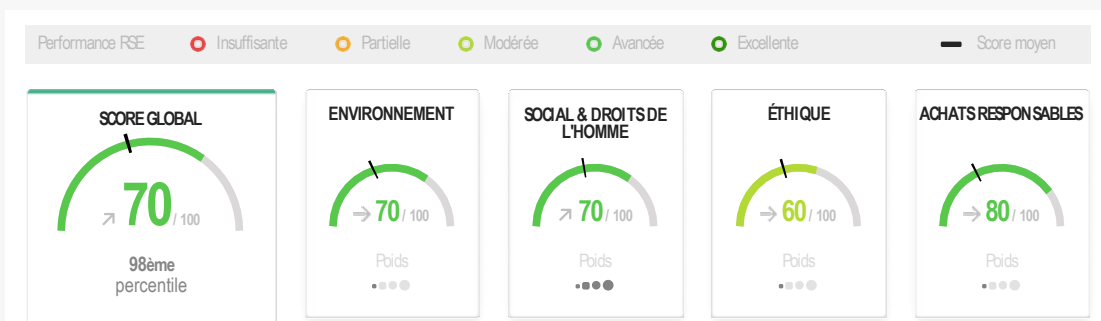 Performance RSE Insuffisante Partielle Modérée Avancée Excellente Score moyen
SCORE GLOBAL
70 / 100
98ème
percentile
ENVIRONNEMENT
70 / 100
Poids
SOCIAL & DROITS DE
L'HOMME
70 / 100
Poids
ÉTHIQUE
60 / 100
Poids
ACHATS RESPONSABLES
80 / 100
Poids